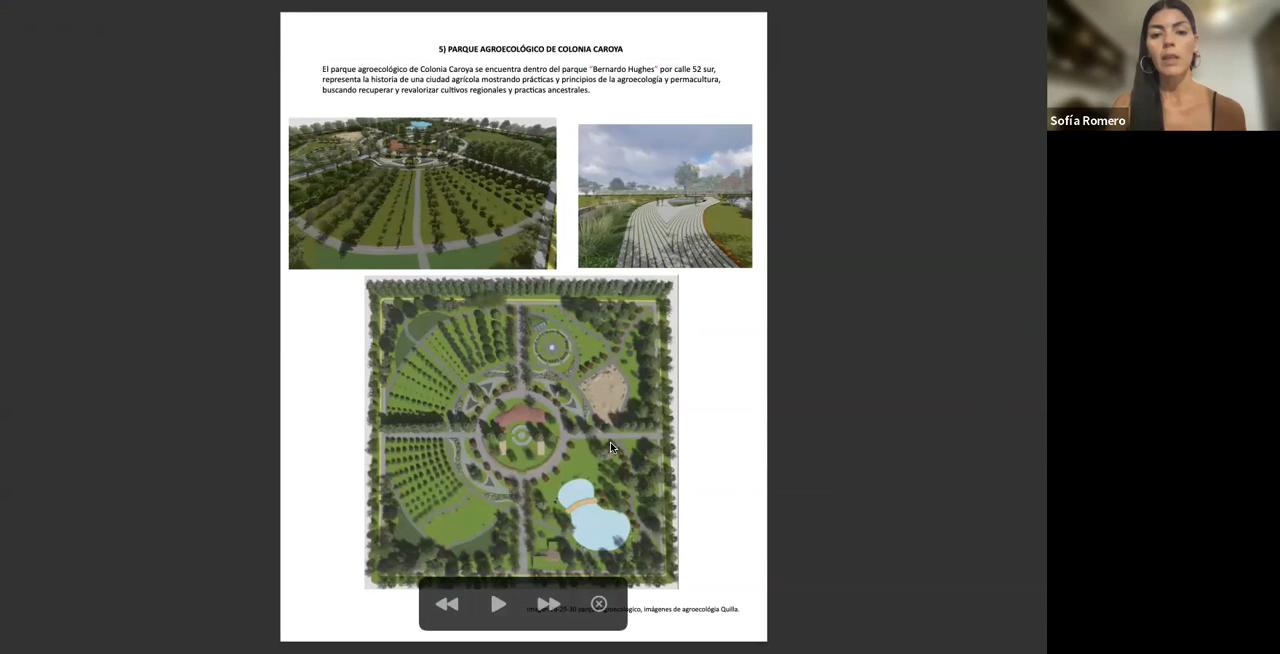 5) PARQUE AGROECOLÓGICO DE COLONIA CAROYA
El parque agroecológico de Colonia Caroya se encuentra dentro del parque "Bernardo Hughes" por calle 52 sur,
representa la historia de una ciudad agrícola mostrando prácticas y principios de la agroecología y permacultura,
buscando recuperar y revalorizar cultivos regionales y practicas ancestrales.
Sofía Romero
imágenes de agroecológia Quilla.